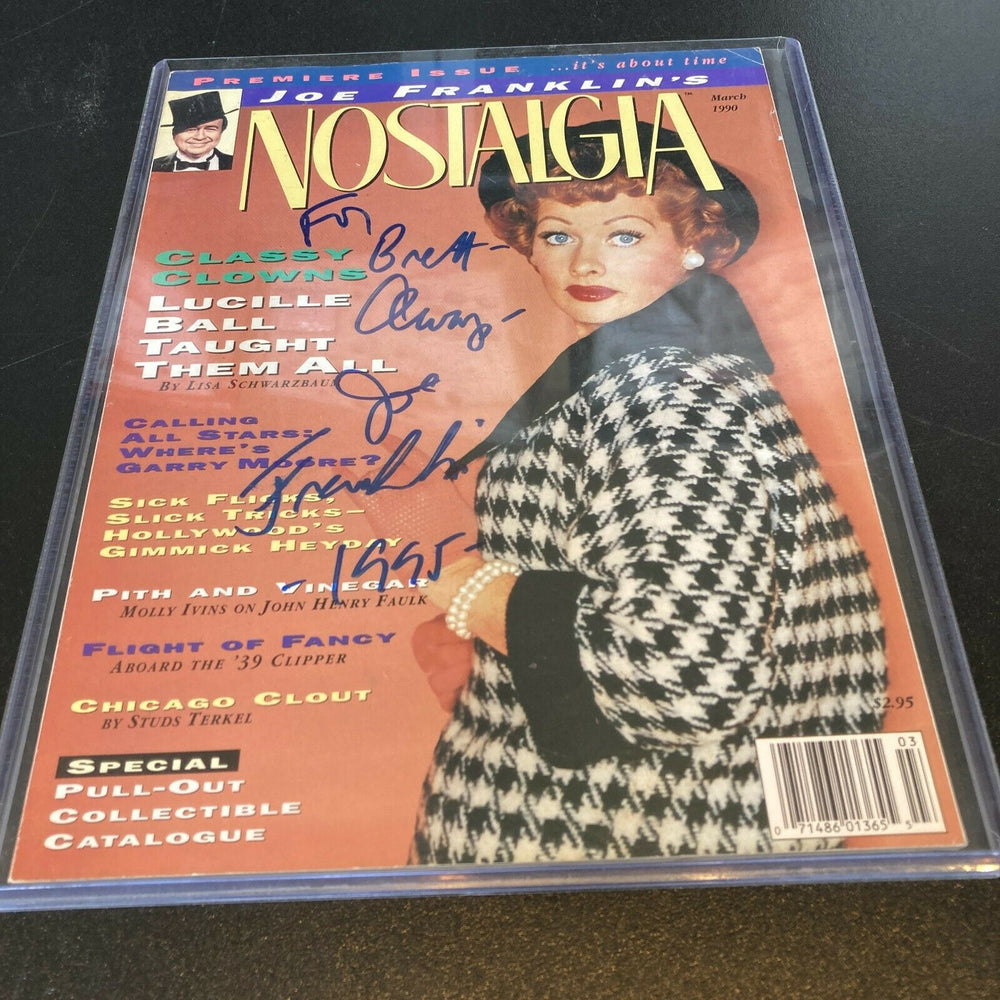 PREMIERE ISSUE ...it's about time
JOE FRANKLIN'S
NOSTALGIA™
March
1990
For
Brett-
Always-
Joe
Franklin
-1995-
CLASSY
CLOWNS
LUCILLE
BALL
TAUGHT
THEM ALL
BY LISA SCHWARZBAUM
CALLING
ALL STARS:
WHERE'S
GARRY MOORE?
SICK FLICKS,
SLICK TRICKS—
HOLLYWOOD'S
GIMMICK HEYDAY
PITH AND VINEGAR
MOLLY IVINS ON JOHN HENRY FAULK
FLIGHT OF FANCY
ABOARD THE '39 CLIPPER
CHICAGO CLOUT
BY STUDS TERKEL
SPECIAL
PULL-OUT
COLLECTIBLE
CATALOGUE
$2.95
03
0 71486 01365 5